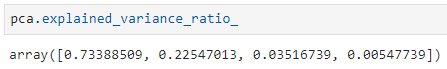 pca.explained_variance_ratio_
array([0.73388509, 0.22547013, 0.03516739, 0.00547739])